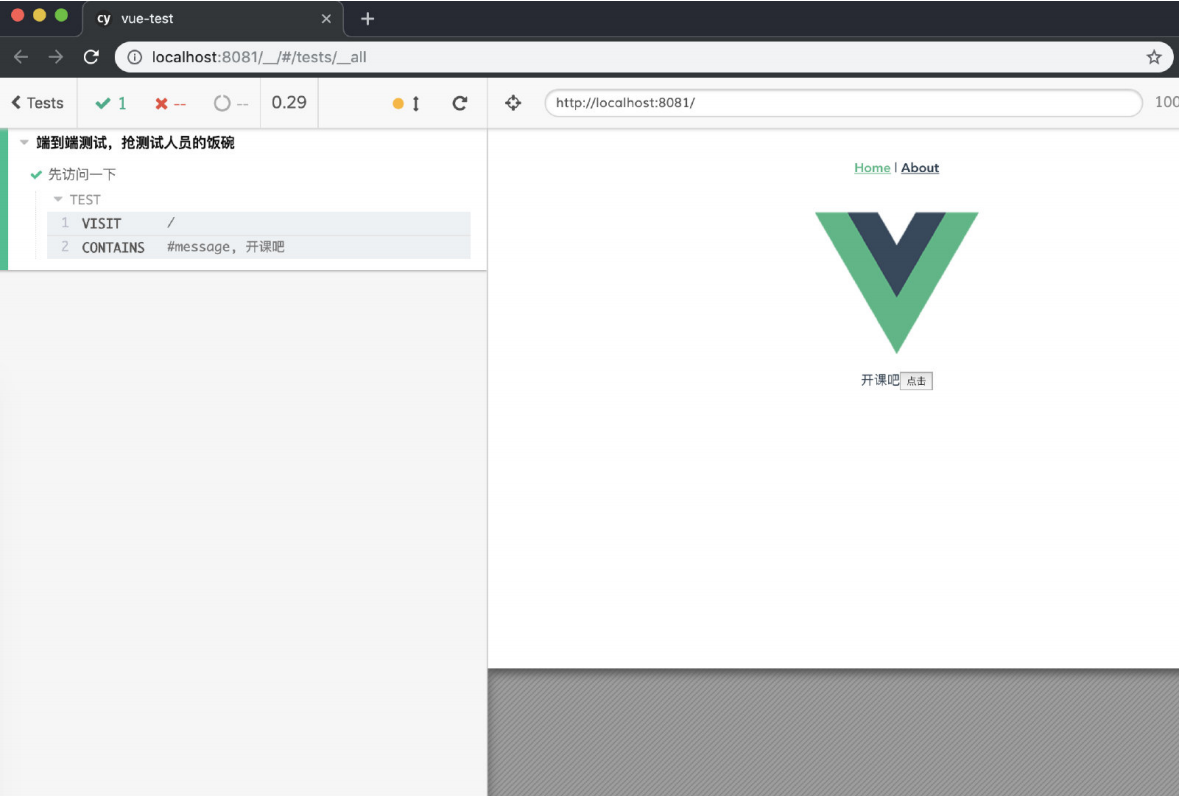 cy vue-test
localhost:8081/__/#/tests/__all
Tests 1 -- -- 0.29
http://localhost:8081/
100
端到端测试，抢测试人员的饭碗
先访问一下
TEST
1 VISIT /
2 CONTAINS #message, 开课吧
Home | About
开课吧 点击